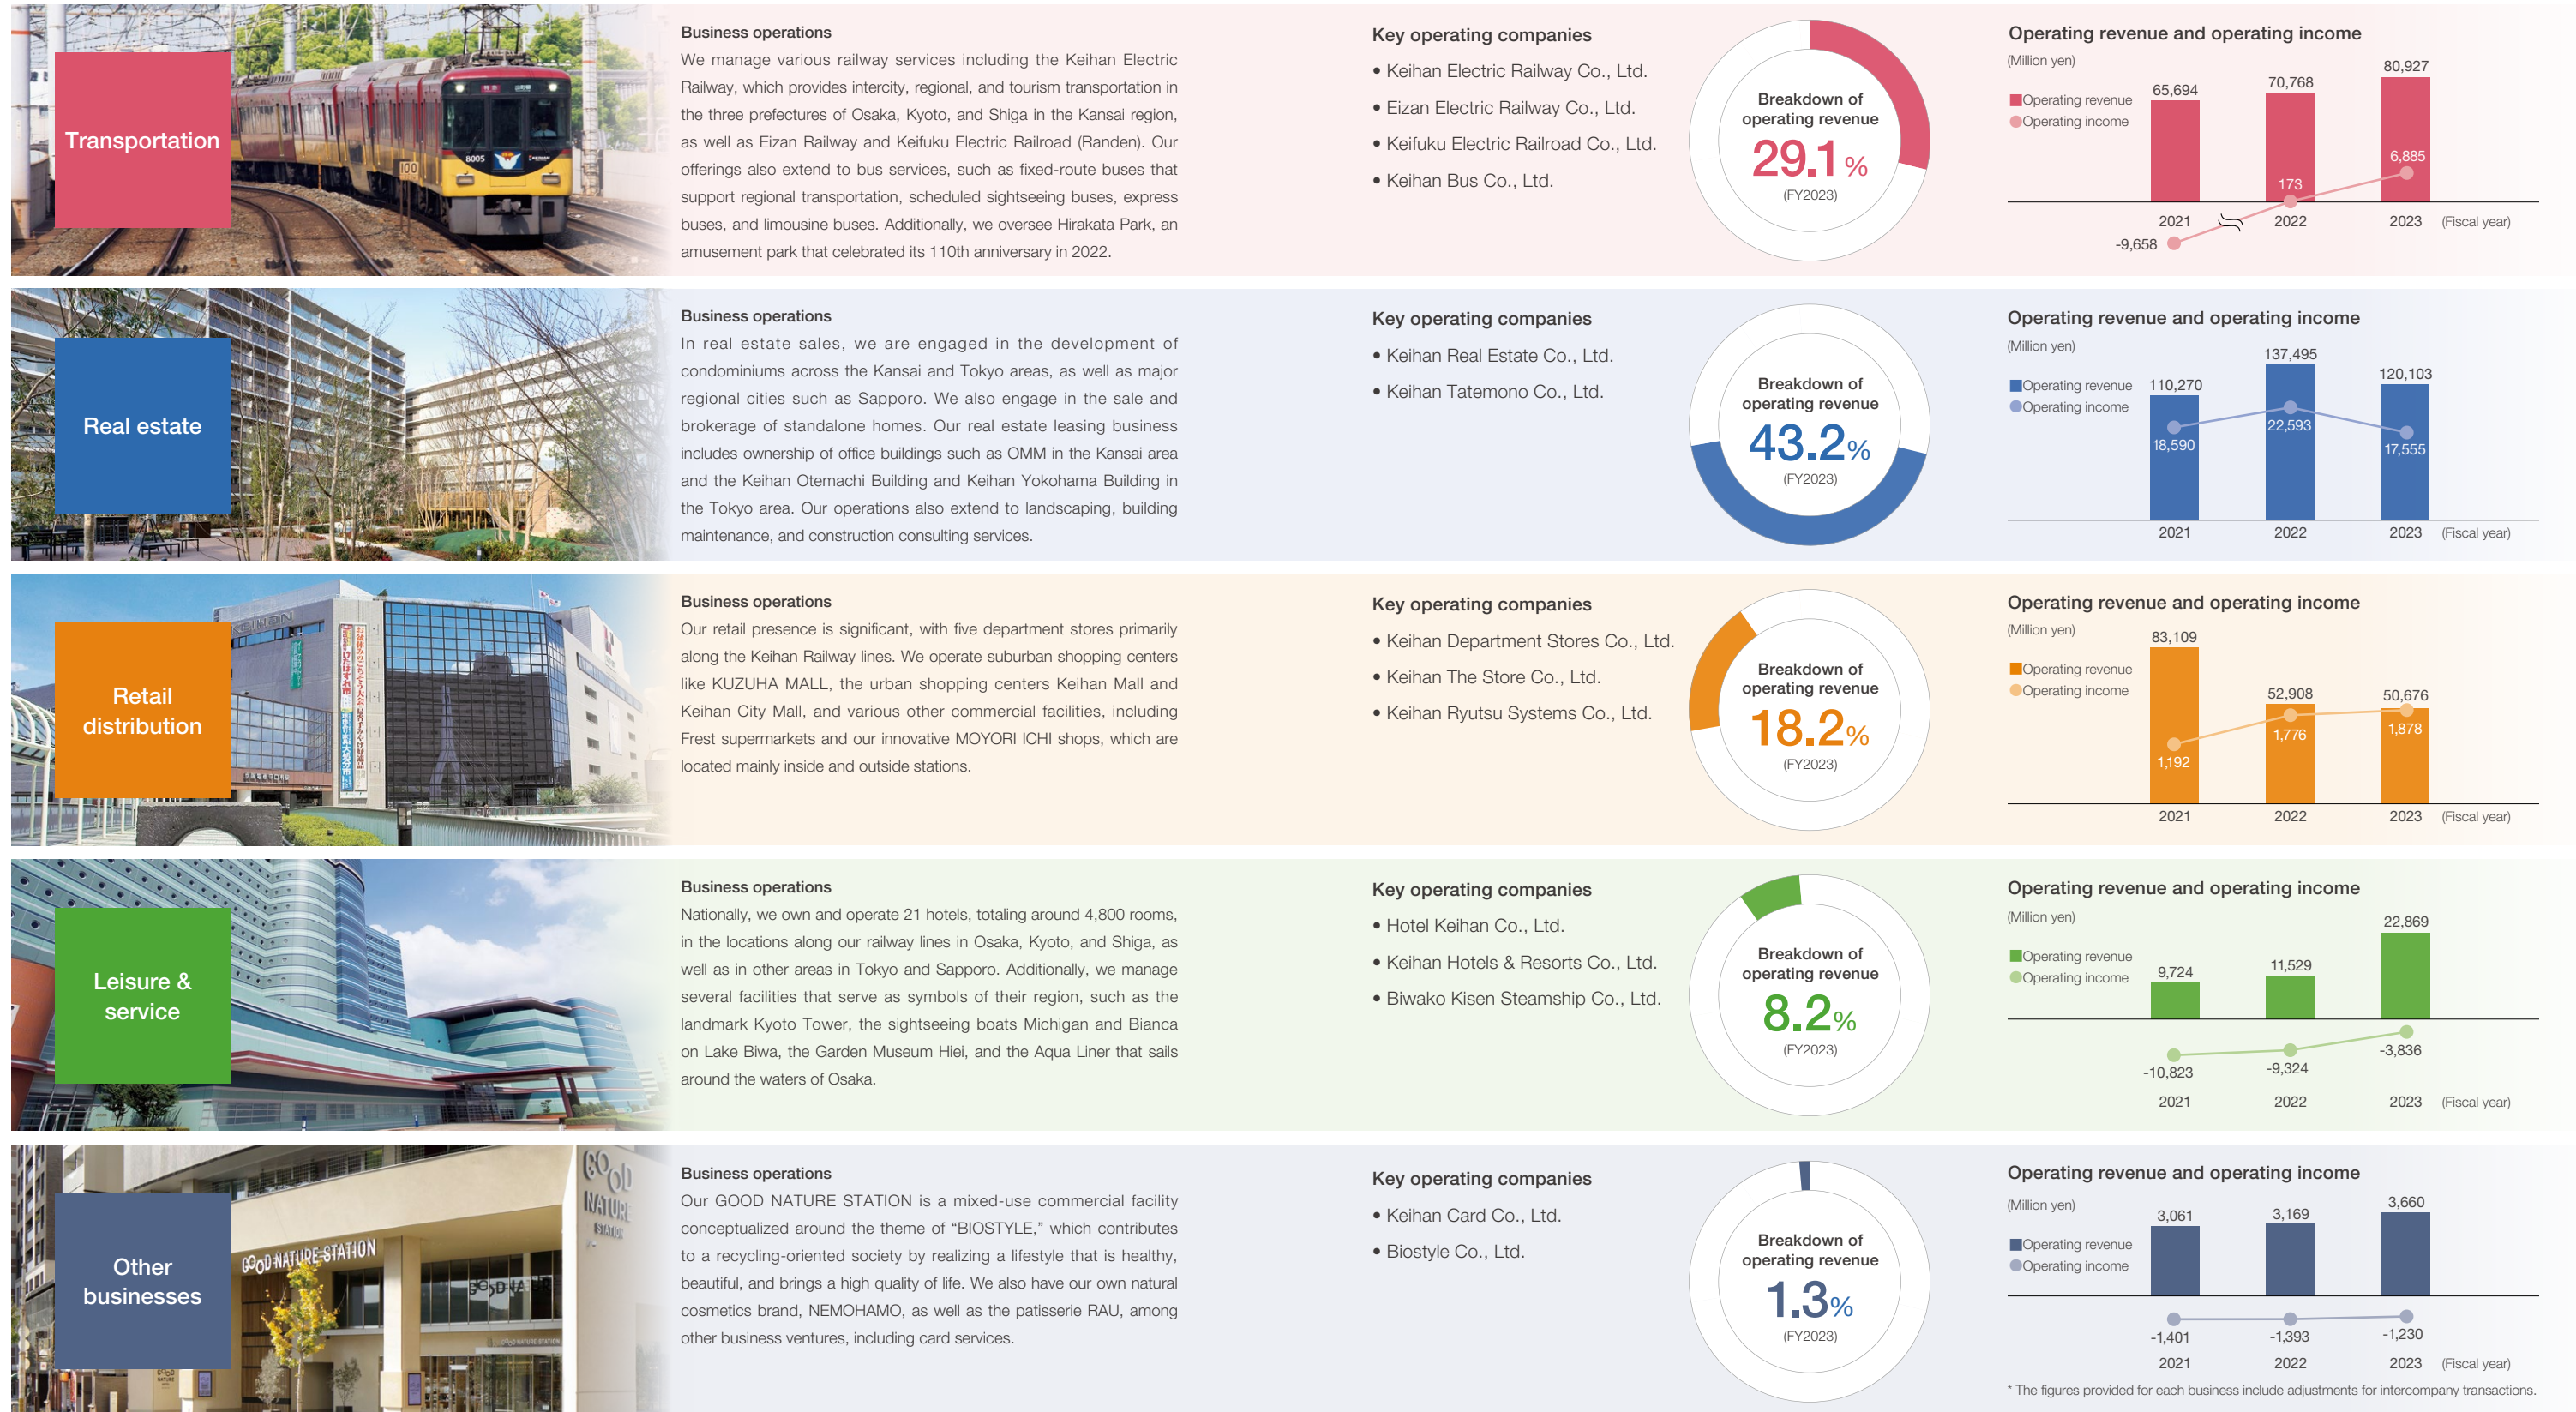 Transportation
8005
100
Business operations
We manage various railway services including the Keihan Electric
Railway, which provides intercity, regional, and tourism transportation in
the three prefectures of Osaka, Kyoto, and Shiga in the Kansai region,
as well as Eizan Railway and Keifuku Electric Railroad (Randen). Our
offerings also extend to bus services, such as fixed-route buses that
support regional transportation, scheduled sightseeing buses, express
buses, and limousine buses. Additionally, we oversee Hirakata Park, an
amusement park that celebrated its 110th anniversary in 2022.
Key operating companies
• Keihan Electric Railway Co., Ltd.
• Eizan Electric Railway Co., Ltd.
• Keifuku Electric Railroad Co., Ltd.
• Keihan Bus Co., Ltd.
Breakdown of
operating revenue
29.1%
(FY2023)
Operating revenue and operating income
(Million yen)
Operating revenue
Operating income
65,694
70,768
80,927
-9,658
173
6,885
2021 2022 2023 (Fiscal year)
Real estate
Business operations
In real estate sales, we are engaged in the development of
condominiums across the Kansai and Tokyo areas, as well as major
regional cities such as Sapporo. We also engage in the sale and
brokerage of standalone homes. Our real estate leasing business
includes ownership of office buildings such as OMM in the Kansai area
and the Keihan Otemachi Building and Keihan Yokohama Building in
the Tokyo area. Our operations also extend to landscaping, building
maintenance, and construction consulting services.
Key operating companies
• Keihan Real Estate Co., Ltd.
• Keihan Tatemono Co., Ltd.
Breakdown of
operating revenue
43.2%
(FY2023)
Operating revenue and operating income
(Million yen)
Operating revenue
Operating income
110,270
137,495
120,103
18,590
22,593
17,555
2021 2022 2023 (Fiscal year)
Retail
distribution
KEIHAN
Business operations
Our retail presence is significant, with five department stores primarily
along the Keihan Railway lines. We operate suburban shopping centers
like KUZUHA MALL, the urban shopping centers Keihan Mall and
Keihan City Mall, and various other commercial facilities, including
Frest supermarkets and our innovative MOYORI ICHI shops, which are
located mainly inside and outside stations.
Key operating companies
• Keihan Department Stores Co., Ltd.
• Keihan The Store Co., Ltd.
• Keihan Ryutsu Systems Co., Ltd.
Breakdown of
operating revenue
18.2%
(FY2023)
Operating revenue and operating income
(Million yen)
Operating revenue
Operating income
83,109
52,908
50,676
1,192
1,776
1,878
2021 2022 2023 (Fiscal year)
Leisure &
service
Business operations
Nationally, we own and operate 21 hotels, totaling around 4,800 rooms,
in the locations along our railway lines in Osaka, Kyoto, and Shiga, as
well as in other areas in Tokyo and Sapporo. Additionally, we manage
several facilities that serve as symbols of their region, such as the
landmark Kyoto Tower, the sightseeing boats Michigan and Bianca
on Lake Biwa, the Garden Museum Hiei, and the Aqua Liner that sails
around the waters of Osaka.
Key operating companies
• Hotel Keihan Co., Ltd.
• Keihan Hotels & Resorts Co., Ltd.
• Biwako Kisen Steamship Co., Ltd.
Breakdown of
operating revenue
8.2%
(FY2023)
Operating revenue and operating income
(Million yen)
Operating revenue
Operating income
9,724
11,529
22,869
-10,823
-9,324
-3,836
2021 2022 2023 (Fiscal year)
Other
businesses
GOOD NATURE STATION
GOOD
NATURE
STATION
Business operations
Our GOOD NATURE STATION is a mixed-use commercial facility
conceptualized around the theme of “BIOSTYLE,” which contributes
to a recycling-oriented society by realizing a lifestyle that is healthy,
beautiful, and brings a high quality of life. We also have our own natural
cosmetics brand, NEMOHAMO, as well as the patisserie RAU, among
other business ventures, including card services.
Key operating companies
• Keihan Card Co., Ltd.
• Biostyle Co., Ltd.
Breakdown of
operating revenue
1.3%
(FY2023)
Operating revenue and operating income
(Million yen)
Operating revenue
Operating income
3,061
3,169
3,660
-1,401
-1,393
-1,230
2021 2022 2023 (Fiscal year)
* The figures provided for each business include adjustments for intercompany transactions.